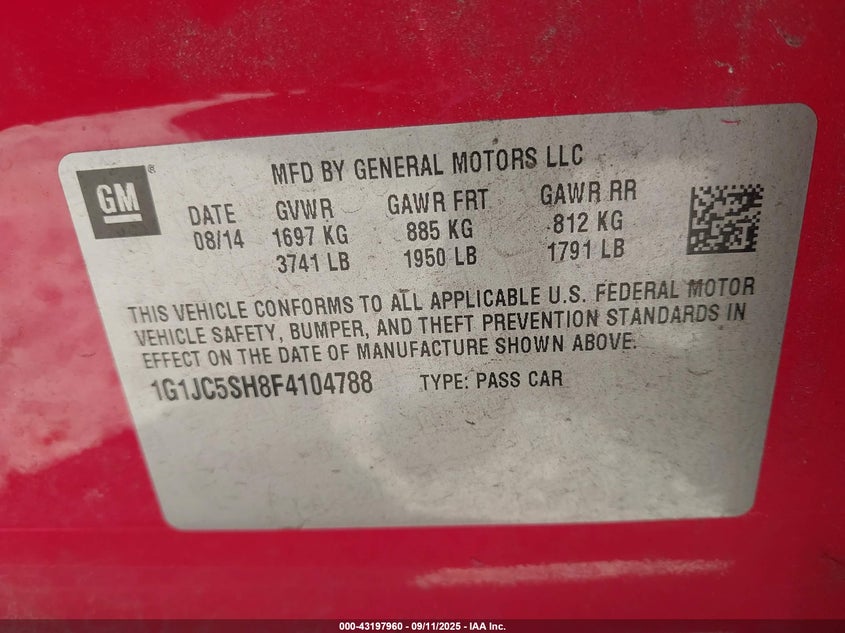 GM
MFD BY GENERAL MOTORS LLC
DATE GVWR GAWR FRT GAWR RR
08/14 1697 KG 885 KG 812 KG
3741 LB 1950 LB 1791 LB
THIS VEHICLE CONFORMS TO ALL APPLICABLE U.S. FEDERAL MOTOR
VEHICLE SAFETY, BUMPER, AND THEFT PREVENTION STANDARDS IN
EFFECT ON THE DATE OF MANUFACTURE SHOWN ABOVE.
1G1JC5SH8F4104788 TYPE: PASS CAR
000-43197960 - 09/11/2025 - IAA Inc.